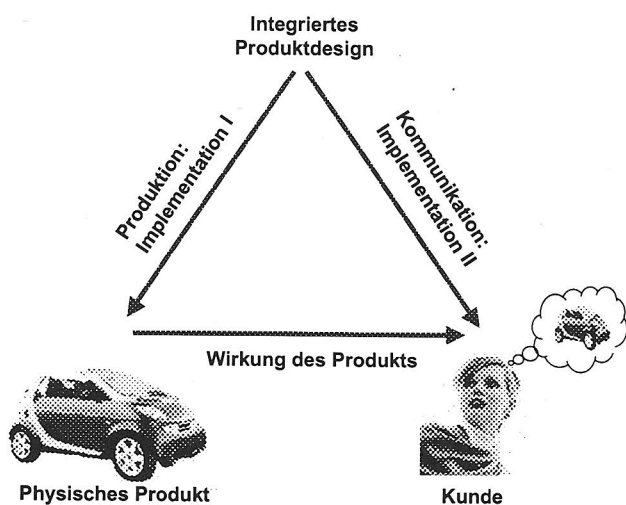 Integriertes
Produktdesign
Produktion:
Implementation I
Kommunikation:
Implementation II
Wirkung des Produkts
Physisches Produkt
Kunde